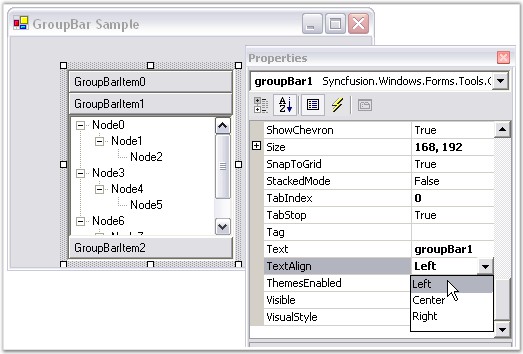 GroupBar Sample
GroupBarItem0
GroupBarItem1
Node0
Node1
Node2
Node3
Node4
Node5
Node6
Node7
GroupBarItem2
Properties
groupBar1 Syncfusion.Windows.Forms.Tools.G
ShowChevron True
Size 168, 192
SnapToGrid True
StackedMode False
TabIndex 0
TabStop True
Tag
Text groupBar1
TextAlign Left
ThemesEnabled
Visible
VisualStyle
Left
Center
Right